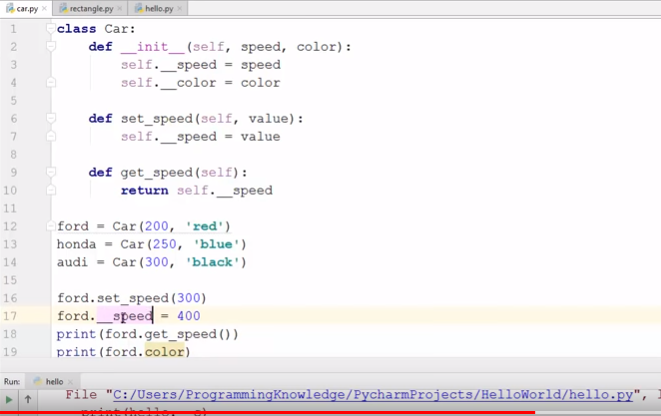 car.py × rectangle.py × hello.py ×
1 class Car:
2 def __init__(self, speed, color):
3 self.__speed = speed
4 self.__color = color
5
6 def set_speed(self, value):
7 self.__speed = value
8
9 def get_speed(self):
10 return self.__speed
11
12 ford = Car(200, 'red')
13 honda = Car(250, 'blue')
14 audi = Car(300, 'black')
15
16 ford.set_speed(300)
17 ford.__speed = 400
18 print(ford.get_speed())
19 print(ford.color)
Run: hello
File "C:/Users/ProgrammingKnowledge/PycharmProjects/HelloWorld/hello.py",